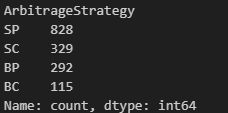 ArbitrageStrategy
SP    828
SC    329
BP    292
BC    115
Name: count, dtype: int64